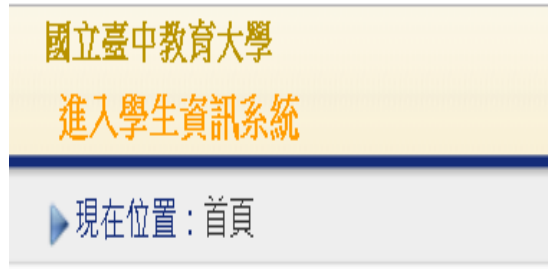 國立臺中教育大學
進入學生資訊系統
現在位置：首頁